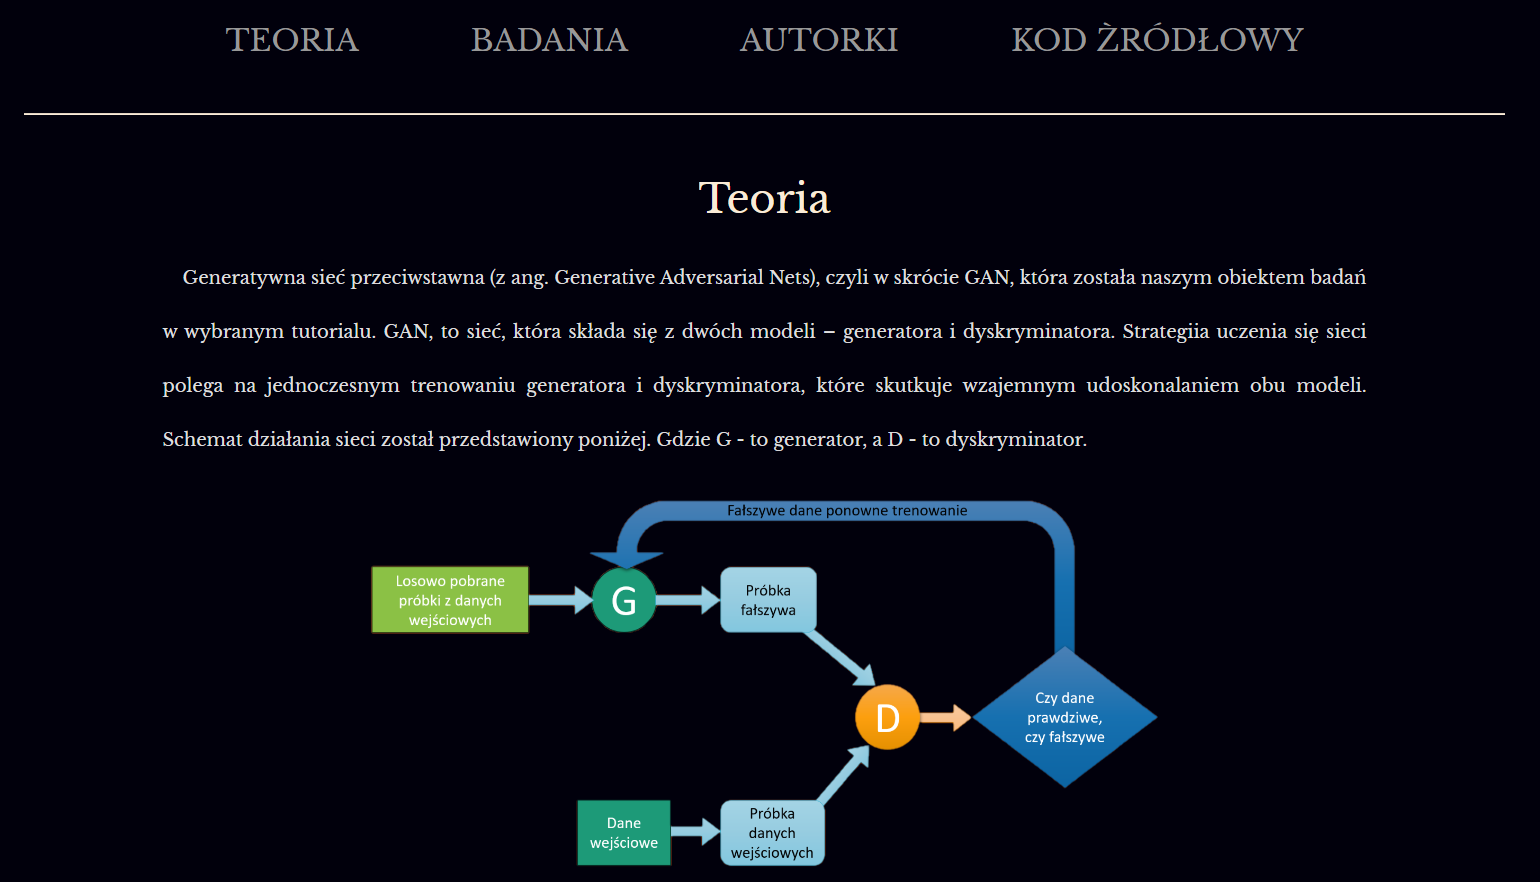 TEORIA BADANIA AUTORKI KOD Z̀RÓDŁOWY
Teoria
Generatywna sieć przeciwstawna (z ang. Generative Adversarial Nets), czyli w skrócie GAN, która została naszym obiektem badań
w wybranym tutorialu. GAN, to sieć, która składa się z dwóch modeli – generatora i dyskryminatora. Strategiia uczenia się sieci
polega na jednoczesnym trenowaniu generatora i dyskryminatora, które skutkuje wzajemnym udoskonalaniem obu modeli.
Schemat działania sieci został przedstawiony poniżej. Gdzie G - to generator, a D - to dyskryminator.
Fałszywe dane ponowne trenowanie
Losowo pobrane
próbki z danych
wejściowych
G
Próbka
fałszywa
D
Czy dane
prawdziwe,
czy fałszywe
Dane
wejściowe
Próbka
danych
wejściowych